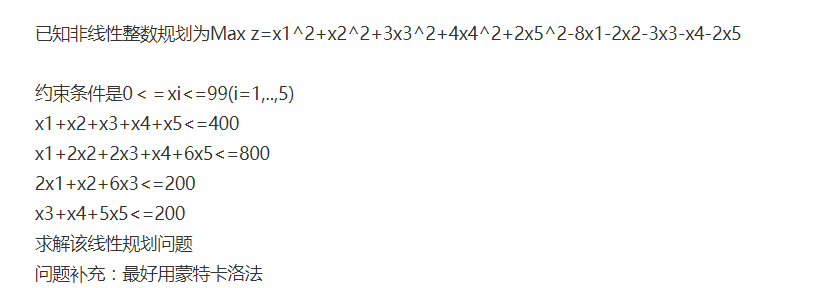 已知非线性整数规划为Max z=x1^2+x2^2+3x3^2+4x4^2+2x5^2-8x1-2x2-3x3-x4-2x5
约束条件是0＜＝xi<=99(i=1,..,5)
x1+x2+x3+x4+x5<=400
x1+2x2+2x3+x4+6x5<=800
2x1+x2+6x3<=200
x3+x4+5x5<=200
求解该线性规划问题
问题补充：最好用蒙特卡洛法